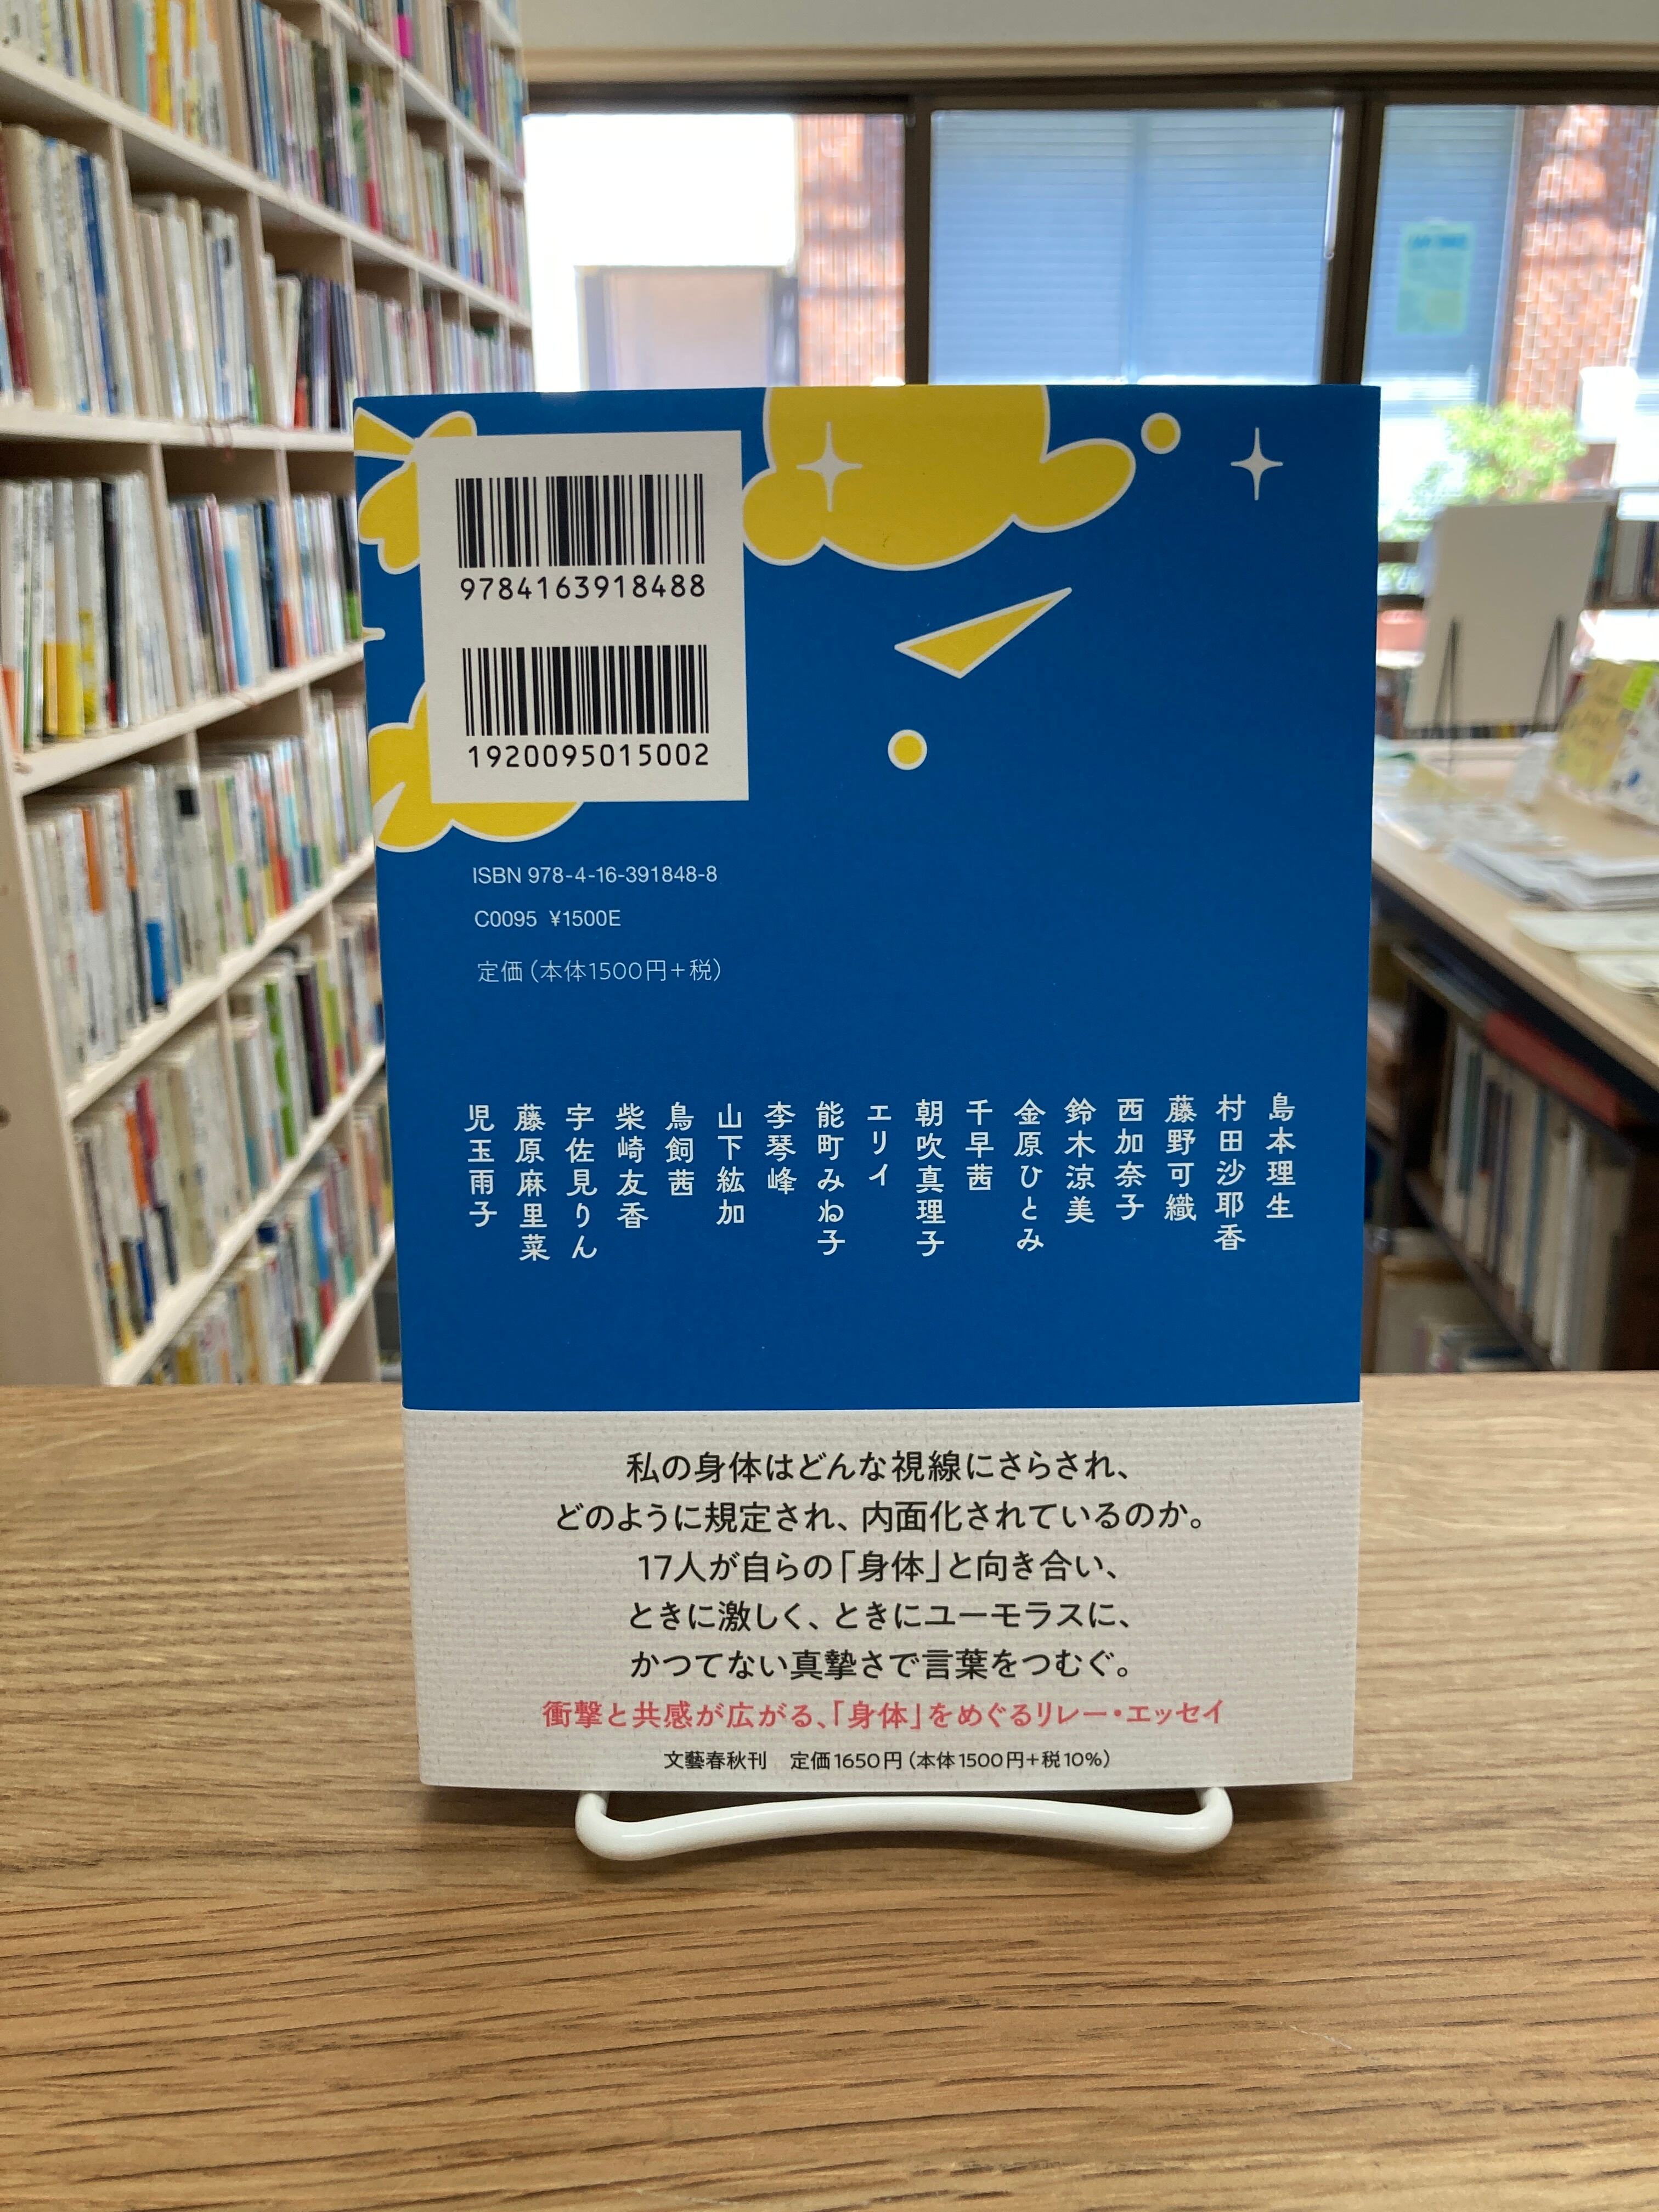 9784163918488
1920095015002
ISBN 978-4-16-391848-8
C0095 ¥1500E
定価(本体1500円+税)
島本理生
村田沙耶香
藤野可織
西加奈子
鈴木涼美
金原ひとみ
千早茜
朝吹真理子
エリイ
能町みね子
李琴峰
山下紘加
鳥飼茜
柴崎友香
宇佐見りん
藤原麻里菜
児玉雨子
私の身体はどんな視線にさらされ、
どのように規定され、内面化されているのか。
17人が自らの「身体」と向き合い、
ときに激しく、ときにユーモラスに、
かつてない真摯さで言葉をつむぐ。
衝撃と共感が広がる、「身体」をめぐるリレー・エッセイ
文藝春秋刊 定価1650円(本体1500円+税10%)